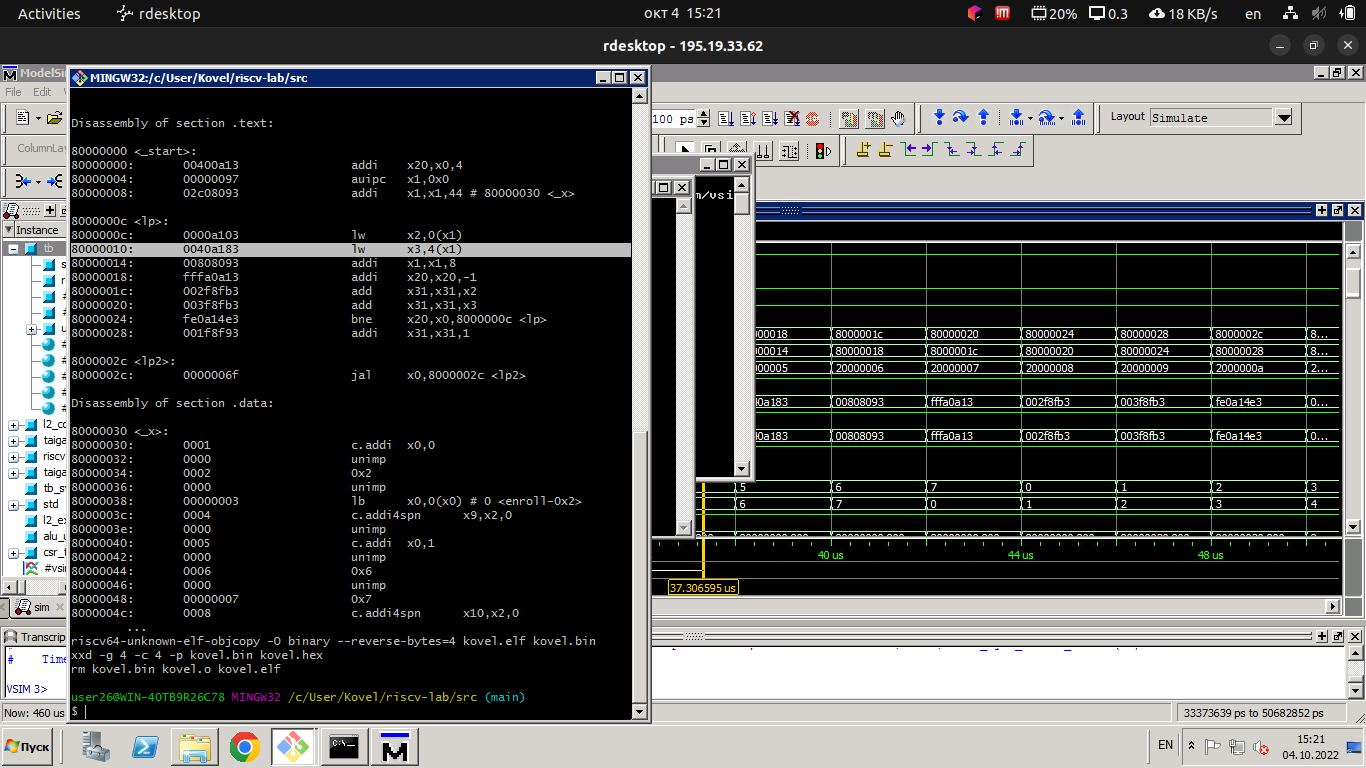 Activities rdesktop окт 4 15:21 20% 0.3 18 KB/s en
rdesktop - 195.19.33.62
ModelSi
MINGW32:/c/User/Kovel/riscv-lab/src
File Edit
100 ps
Layout Simulate
ColumnLa
m/vsi
Instance
tb
l2_co
taiga
riscv
taiga
tb_s
std
l2_ex
alu_u
csr_t
#vsi
sim
Transcrip
# Time
VSIM 3>
Now: 460 us
Disassembly of section .text:
80000000 <_start>:
80000000: 00400a13 addi x20,x0,4
80000004: 00000097 auipc x1,0x0
80000008: 02c08093 addi x1,x1,44 # 80000030 <_x>
8000000c <lp>:
8000000c: 0000a103 lw x2,0(x1)
80000010: 0040a183 lw x3,4(x1)
80000014: 00808093 addi x1,x1,8
80000018: fffa0a13 addi x20,x20,-1
8000001c: 002f8fb3 add x31,x31,x2
80000020: 003f8fb3 add x31,x31,x3
80000024: fe0a14e3 bne x20,x0,8000000c <lp>
80000028: 001f8f93 addi x31,x31,1
8000002c <lp2>:
8000002c: 0000006f jal x0,8000002c <lp2>
Disassembly of section .data:
80000030 <_x>:
80000030: 0001 c.addi x0,0
80000032: 0000 unimp
80000034: 0002 0x2
80000036: 0000 unimp
80000038: 00000003 lb x0,0(x0) # 0 <enroll-0x2>
8000003c: 0004 c.addi4spn x9,x2,0
8000003e: 0000 unimp
80000040: 0005 c.addi x0,1
80000042: 0000 unimp
80000044: 0006 0x6
80000046: 0000 unimp
80000048: 00000007 0x7
8000004c: 0008 c.addi4spn x10,x2,0
...
riscv64-unknown-elf-objcopy -O binary --reverse-bytes=4 kovel.elf kovel.bin
xxd -g 4 -c 4 -p kovel.bin kovel.hex
rm kovel.bin kovel.o kovel.elf
user26@WIN-4OTB9R26C78 MINGW32 /c/User/Kovel/riscv-lab/src (main)
$
00000018 8000001c 80000020 80000024 80000028 8000002c 8...
00000014 80000018 8000001c 80000020 80000024 80000028 8...
000005 20000006 20000007 20000008 20000009 2000000a 2...
40a183 00808093 fffa0a13 002f8fb3 003f8fb3 fe0a14e3 0...
40a183 00808093 fffa0a13 002f8fb3 003f8fb3 fe0a14e3 0...
5 6 7 0 1 2 3
6 7 0 1 2 3 4
40 us 44 us 48 us
37.306595 us
33373639 ps to 50682852 ps
Пуск
C:\_
EN
15:21
04.10.2022